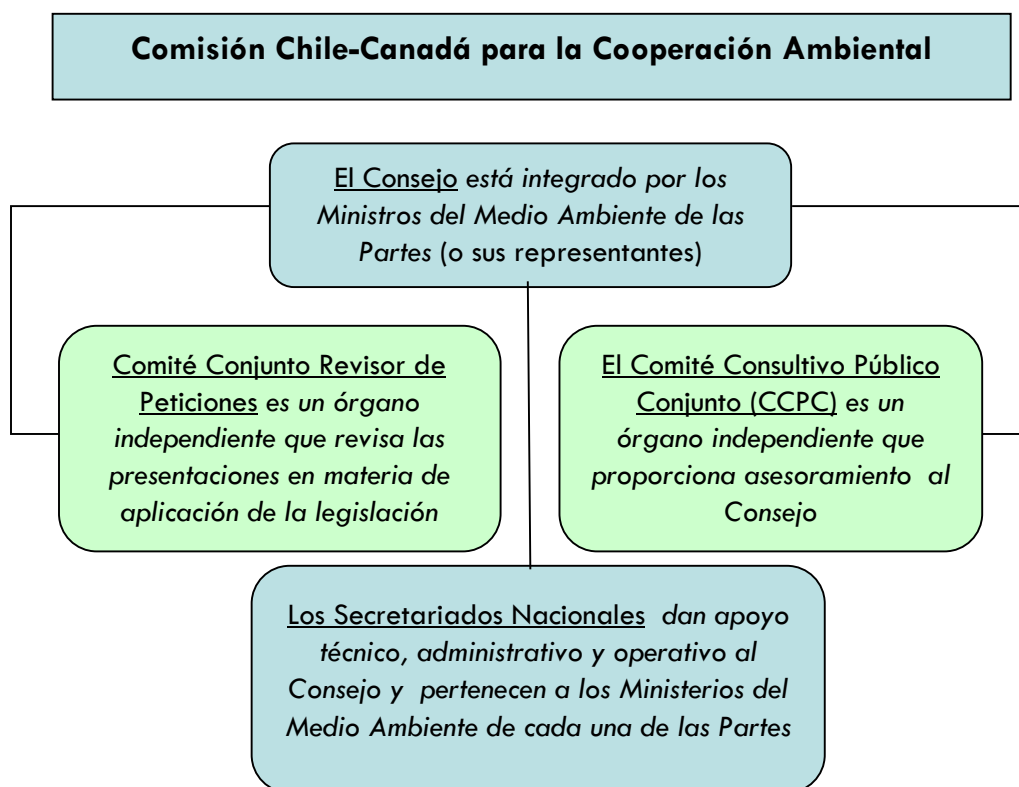 Comisión Chile-Canadá para la Cooperación Ambiental
El Consejo está integrado por los
Ministros del Medio Ambiente de las
Partes (o sus representantes)
Comité Conjunto Revisor de
Peticiones es un órgano
independiente que revisa las
presentaciones en materia de
aplicación de la legislación
El Comité Consultivo Público
Conjunto (CCPC) es un
órgano independiente que
proporciona asesoramiento al
Consejo
Los Secretariados Nacionales dan apoyo
técnico, administrativo y operativo al
Consejo y pertenecen a los Ministerios del
Medio Ambiente de cada una de las Partes